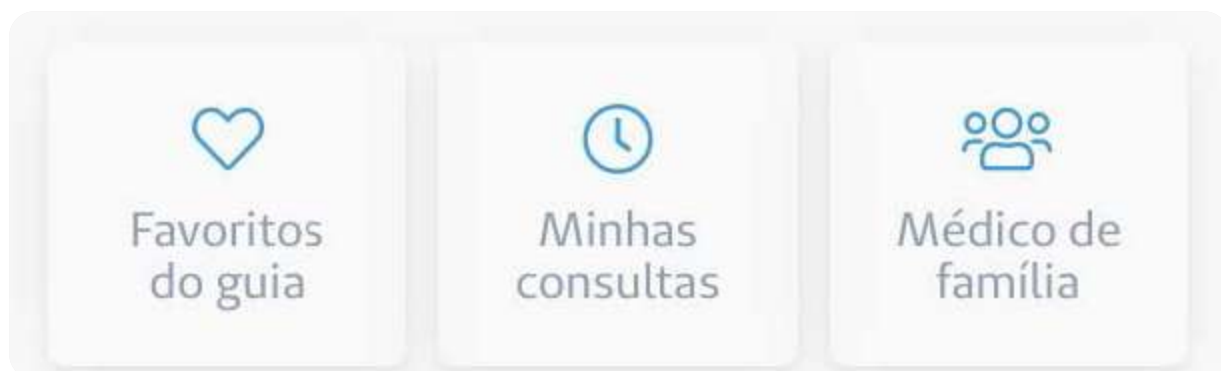 Favoritos
do guia
Minhas
consultas
Médico de
família